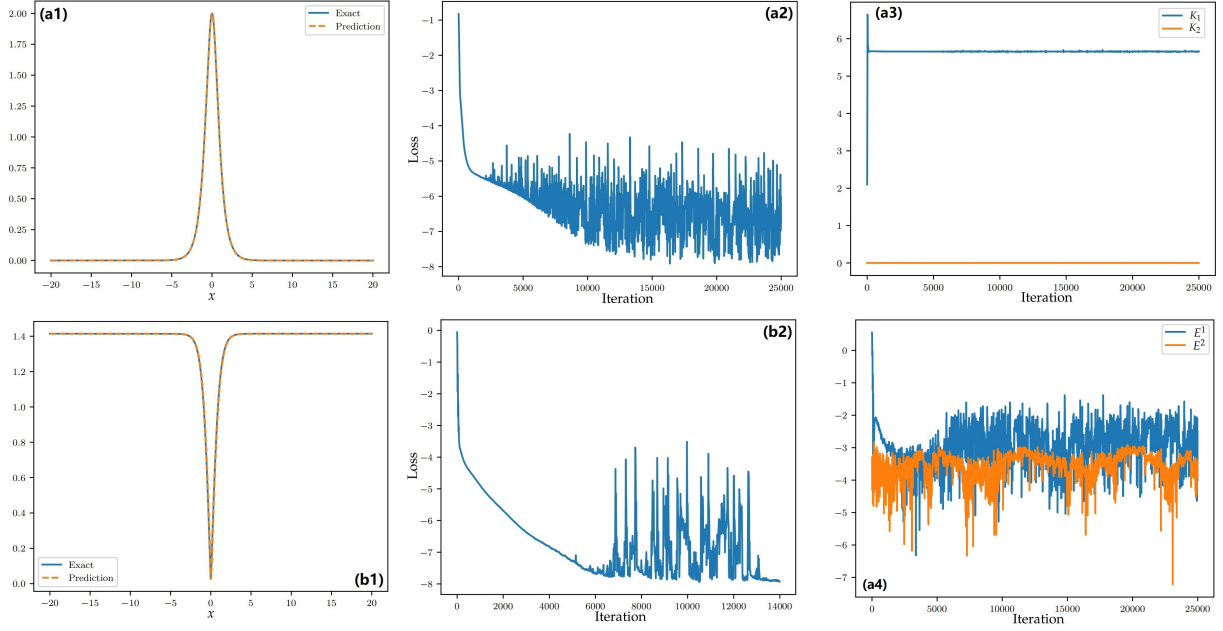 (a1)
Exact
Prediction
2.00
1.75
1.50
1.25
1.00
0.75
0.50
0.25
0.00
−20 −15 −10 −5 0 5 10 15 20
x
(a2)
−1
−2
−3
−4
−5
−6
−7
−8
Loss
0 5000 10000 15000 20000 25000
Iteration
(a3)
K1
K2
6
5
4
3
2
1
0
0 5000 10000 15000 20000 25000
Iteration
1.4
1.2
1.0
0.8
0.6
0.4
0.2
0.0
Exact
Prediction
(b1)
−20 −15 −10 −5 0 5 10 15 20
x
(b2)
0
−1
−2
−3
−4
−5
−6
−7
−8
Loss
0 2000 4000 6000 8000 10000 12000 14000
Iteration
E^1
E^2
0
−1
−2
−3
−4
−5
−6
−7
(a4)
0 5000 10000 15000 20000 25000
Iteration